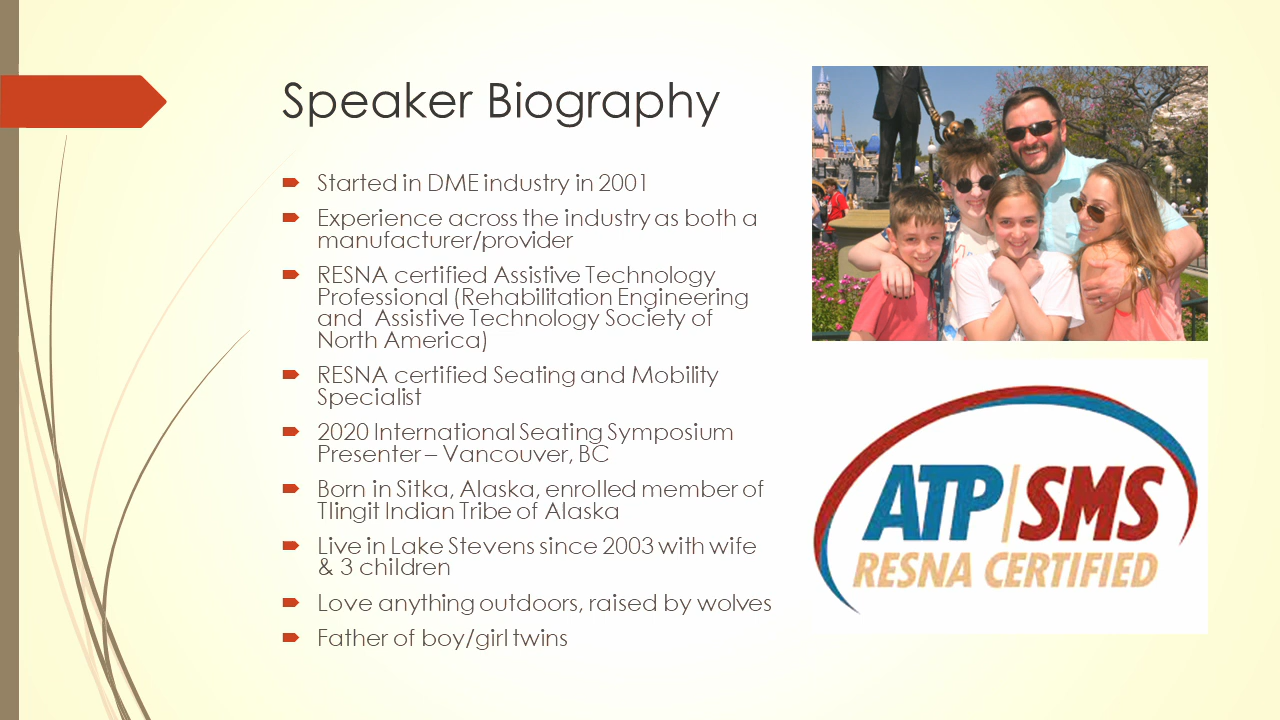 Speaker Biography
Started in DME industry in 2001
Experience across the industry as both a
manufacturer/provider
RESNA certified Assistive Technology
Professional (Rehabilitation Engineering
and  Assistive Technology Society of
North America)
RESNA certified Seating and Mobility
Specialist
2020 International Seating Symposium
Presenter – Vancouver, BC
Born in Sitka, Alaska, enrolled member of
Tlingit Indian Tribe of Alaska
Live in Lake Stevens since 2003 with wife
& 3 children
Love anything outdoors, raised by wolves
Father of boy/girl twins
ATP|SMS
RESNA CERTIFIED